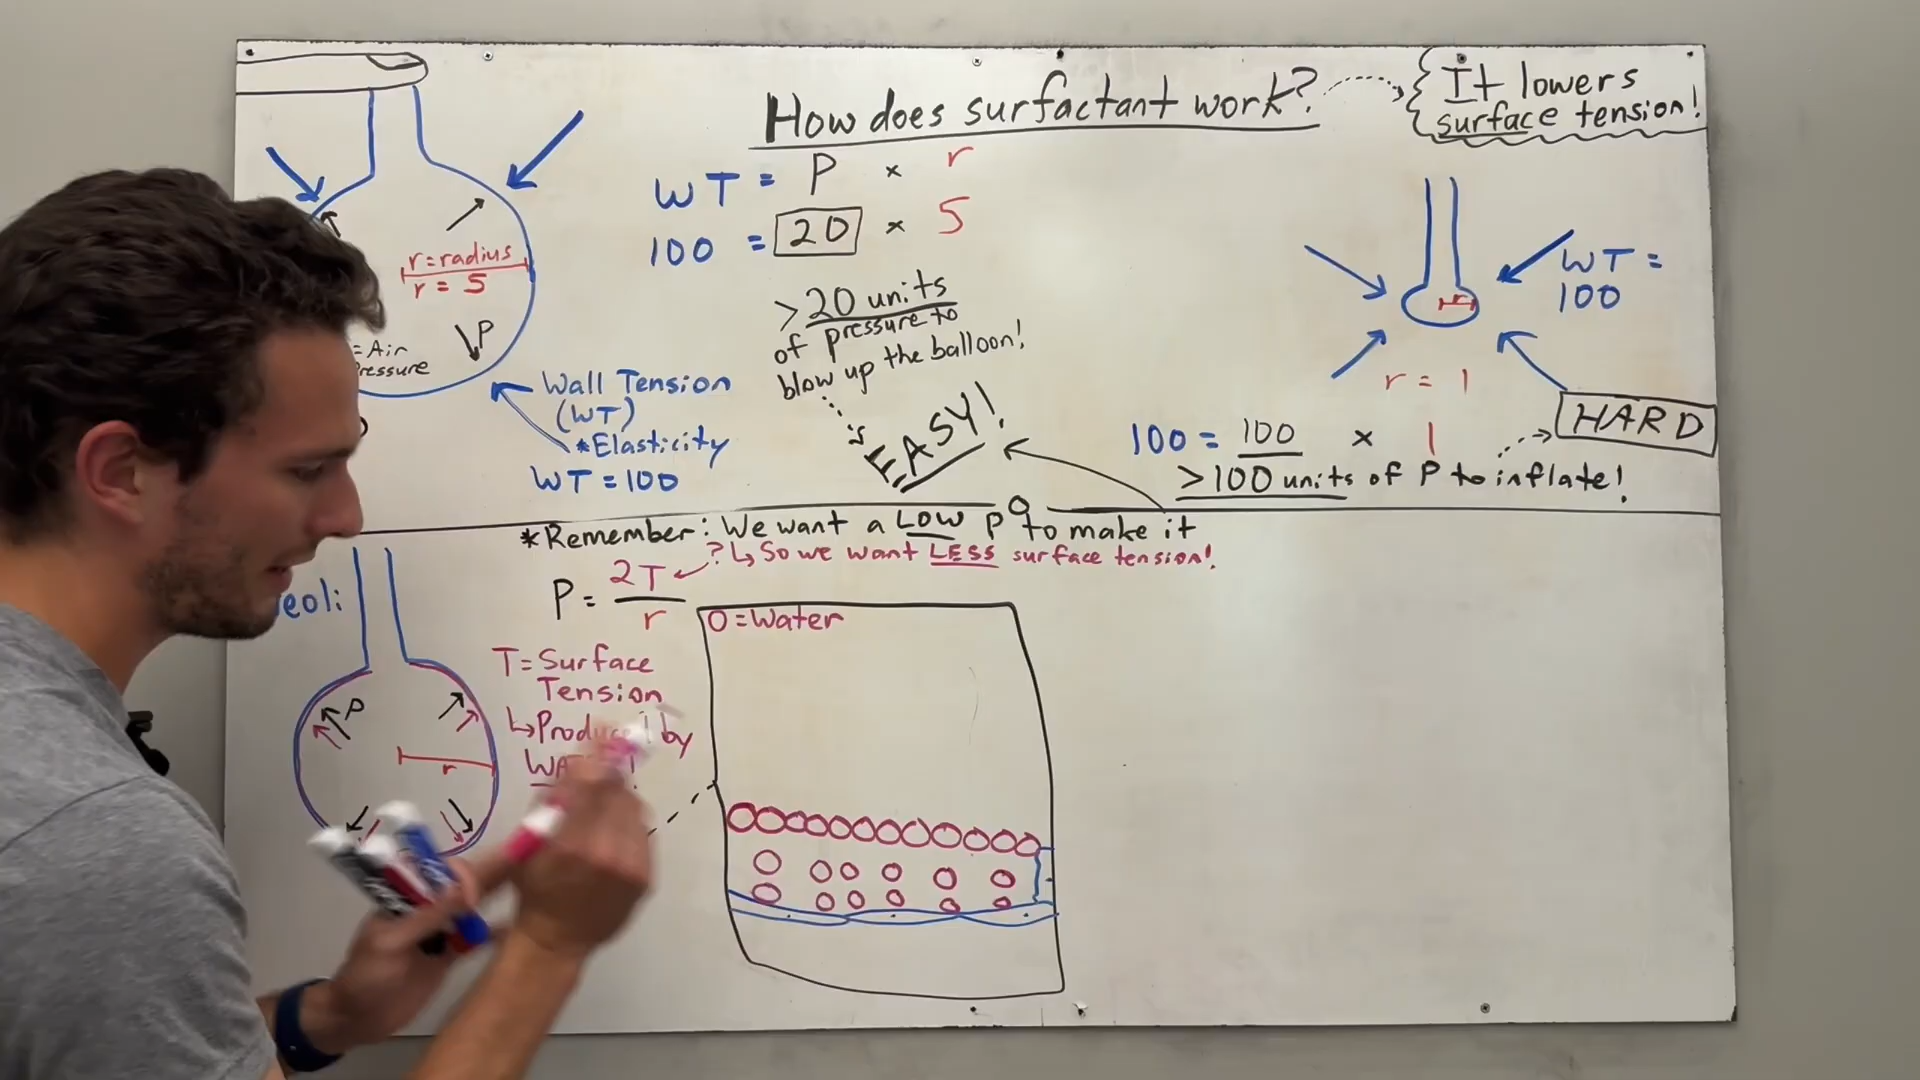 How does surfactant work?
It lowers
surface tension!
WT = P × r
100 = 20 × 5
r=radius
r = 5
P
= Air
Pressure
Wall Tension
(WT)
*Elasticity
WT = 100
>20 units
of pressure to
blow up the balloon!
EASY!
r
WT =
100
r = 1
HARD
100 = 100 × 1
>100 units of P to inflate!
*Remember: We want a LOW P to make it
? ↳ So we want LESS surface tension!
eoli:
P = 2T
r
P
r
T = Surface
Tension
↳ Produced by
O = Water